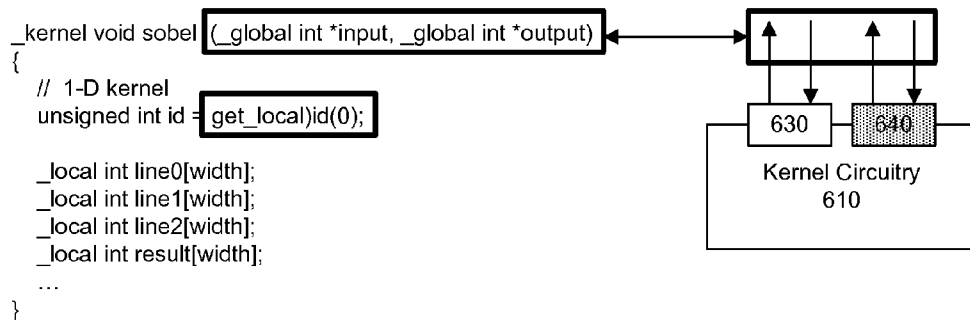 _kernel void sobel (_global int *input, _global int *output)
{
// 1-D kernel
unsigned int id = get_local)id(0);
_local int line0[width];
_local int line1[width];
_local int line2[width];
_local int result[width];
...
}
630
640
Kernel Circuitry
610